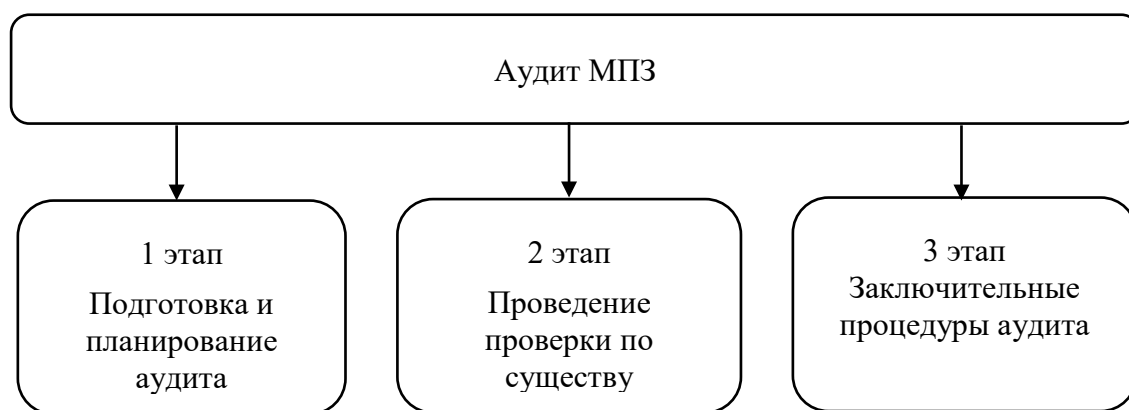 Аудит МПЗ
1 этап
Подготовка и
планирование
аудита
2 этап
Проведение
проверки по
существу
3 этап
Заключительные
процедуры аудита